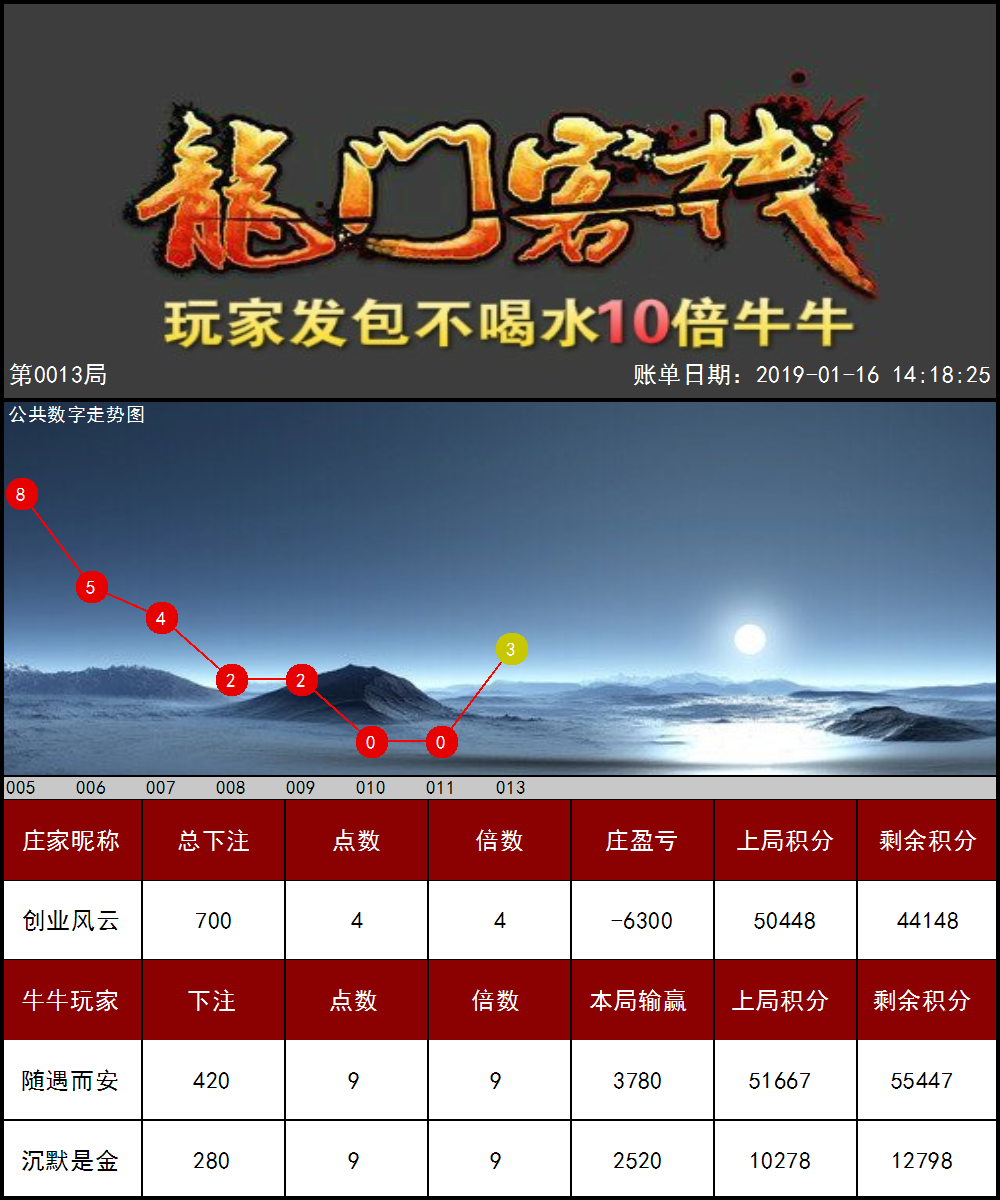 龍门客栈
玩家发包不喝水10倍牛牛
第0013局 账单日期：2019-01-16 14:18:25
公共数字走势图
8
5
4
2 2
0 0
3
005 006 007 008 009 010 011 013
庄家昵称 总下注 点数 倍数 庄盈亏 上局积分 剩余积分
创业风云 700 4 4 -6300 50448 44148
牛牛玩家 下注 点数 倍数 本局输赢 上局积分 剩余积分
随遇而安 420 9 9 3780 51667 55447
沉默是金 280 9 9 2520 10278 12798